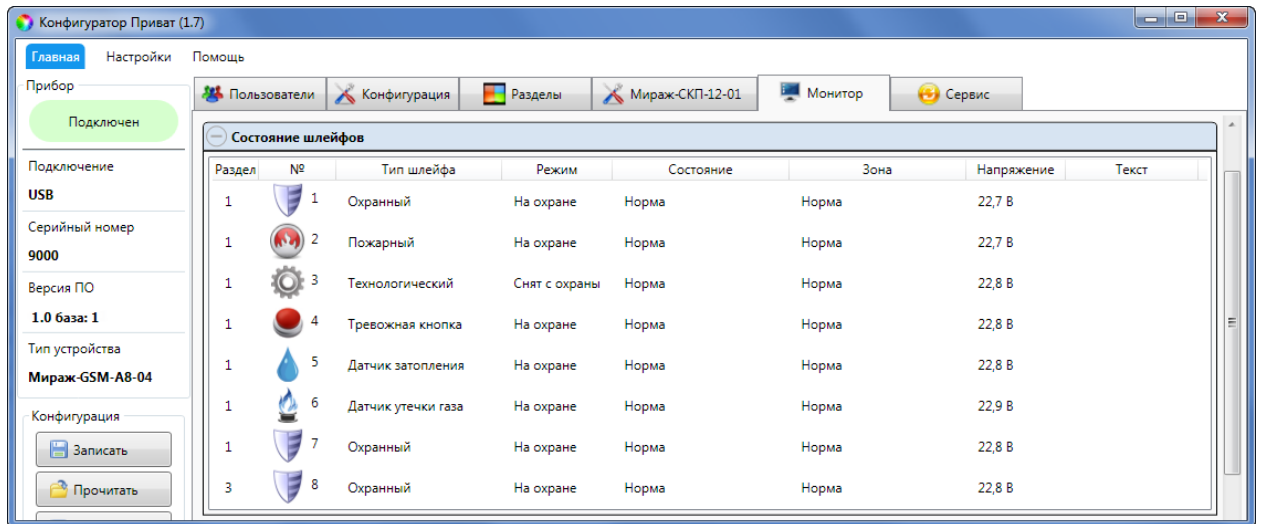 Конфигуратор Приват (1.7)
Главная Настройки Помощь
Прибор
Подключен
Подключение
USB
Серийный номер
9000
Версия ПО
1.0 база: 1
Тип устройства
Мираж-GSM-A8-04
Конфигурация
Записать
Прочитать
Пользователи Конфигурация Разделы Мираж-СКП-12-01 Монитор Сервис
Состояние шлейфов
Раздел № Тип шлейфа Режим Состояние Зона Напряжение Текст
1 1 Охранный На охране Норма Норма 22,7 В
1 2 Пожарный На охране Норма Норма 22,7 В
1 3 Технологический Снят с охраны Норма Норма 22,8 В
1 4 Тревожная кнопка На охране Норма Норма 22,8 В
1 5 Датчик затопления На охране Норма Норма 22,8 В
1 6 Датчик утечки газа На охране Норма Норма 22,9 В
1 7 Охранный На охране Норма Норма 22,8 В
3 8 Охранный На охране Норма Норма 22,8 В